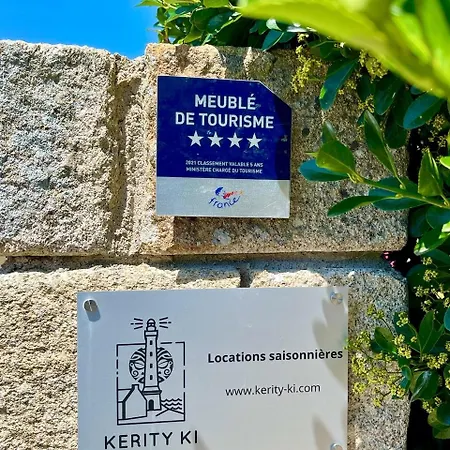 MEUBLÉ
DE TOURISME
2021 CLASSEMENT VALABLE 5 ANS
MINISTÈRE CHARGÉ DU TOURISME
france
Locations saisonnières
www.kerity-ki.com
KERITY KI